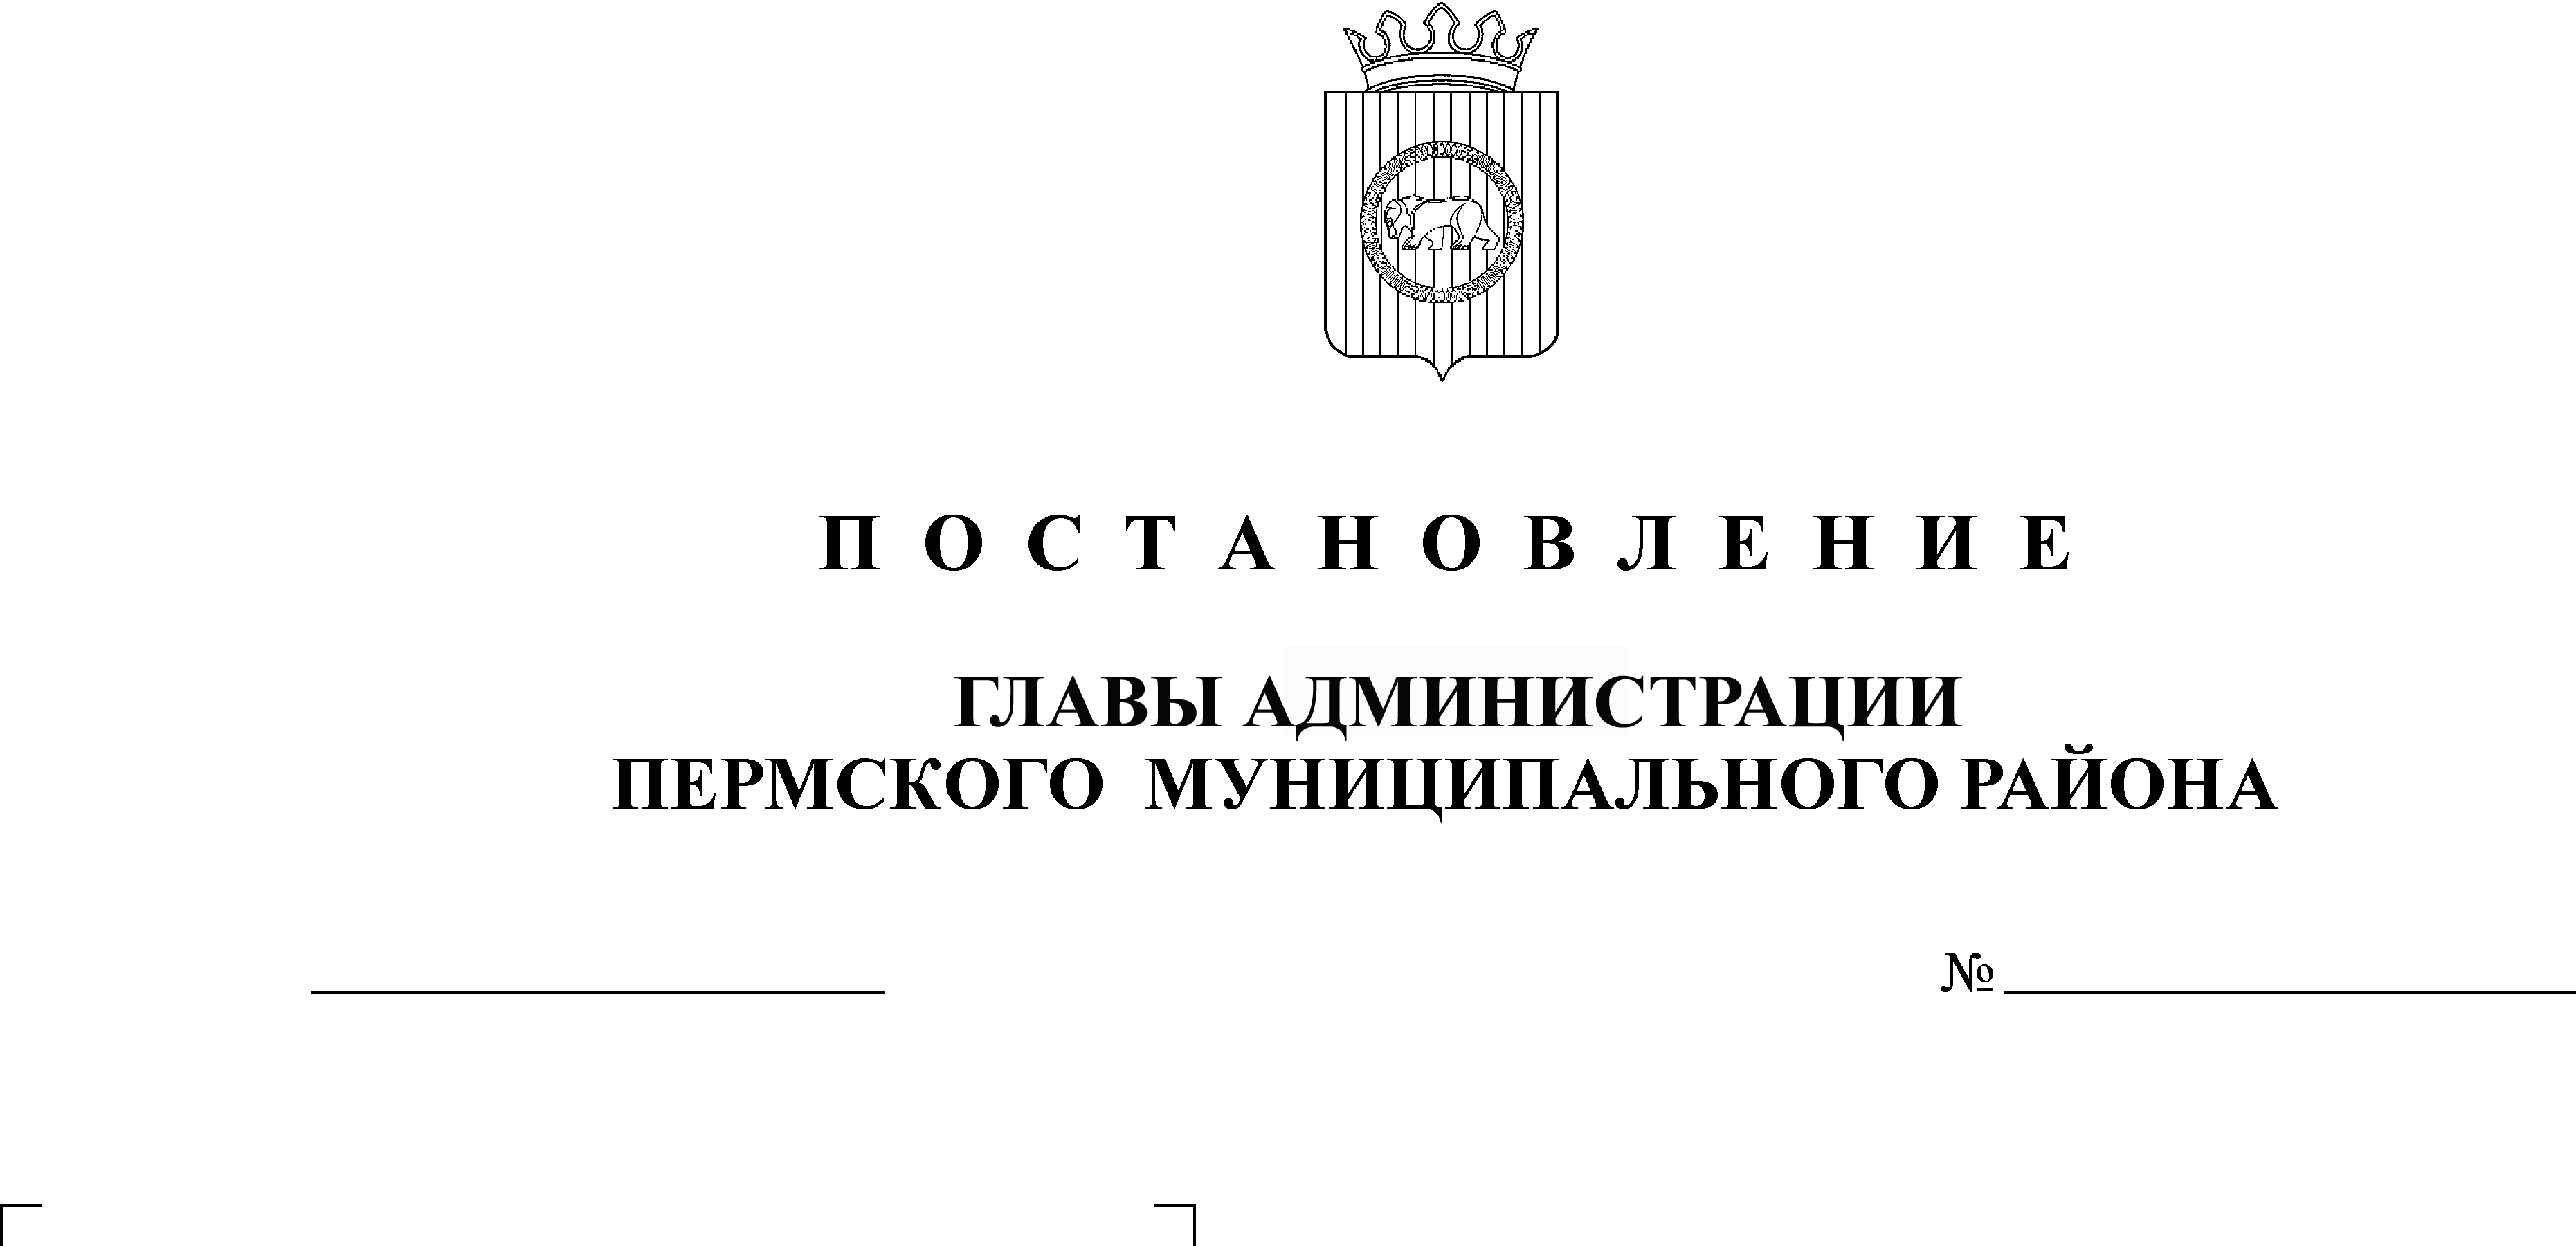 П О С Т А Н О В Л Е Н И Е
ГЛАВЫ АДМИНИСТРАЦИИ
ПЕРМСКОГО МУНИЦИПАЛЬНОГО РАЙОНА
№